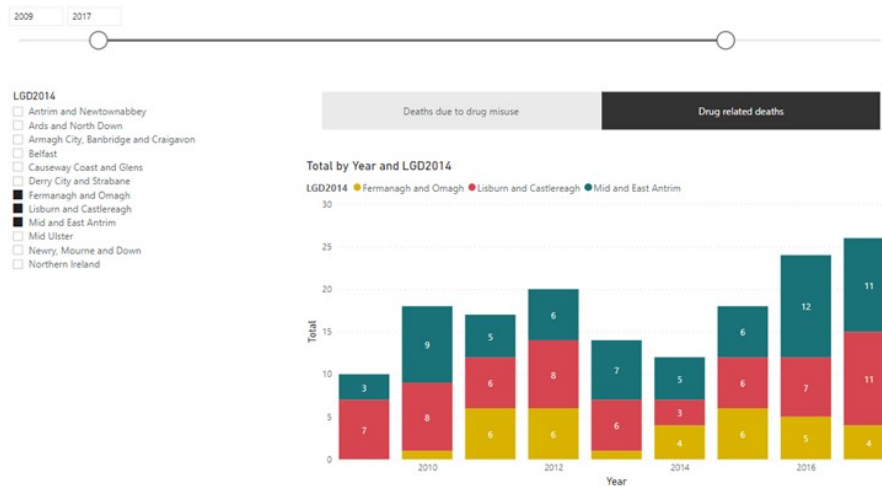 2009 2017
LGD2014
Antrim and Newtownabbey
Ards and North Down
Armagh City, Banbridge and Craigavon
Belfast
Causeway Coast and Glens
Derry City and Strabane
Fermanagh and Omagh
Lisburn and Castlereagh
Mid and East Antrim
Mid Ulster
Newry, Mourne and Down
Northern Ireland
Deaths due to drug misuse Drug related deaths
Total by Year and LGD2014
LGD2014 Fermanagh and Omagh Lisburn and Castlereagh Mid and East Antrim
30
25
20
15
10
5
0
Total
3 9 5 6 7 5 6 12 11
7 8 6 8 6 3 6 7 11
6 6 4 6 5 4
2010 2012 2014 2016
Year